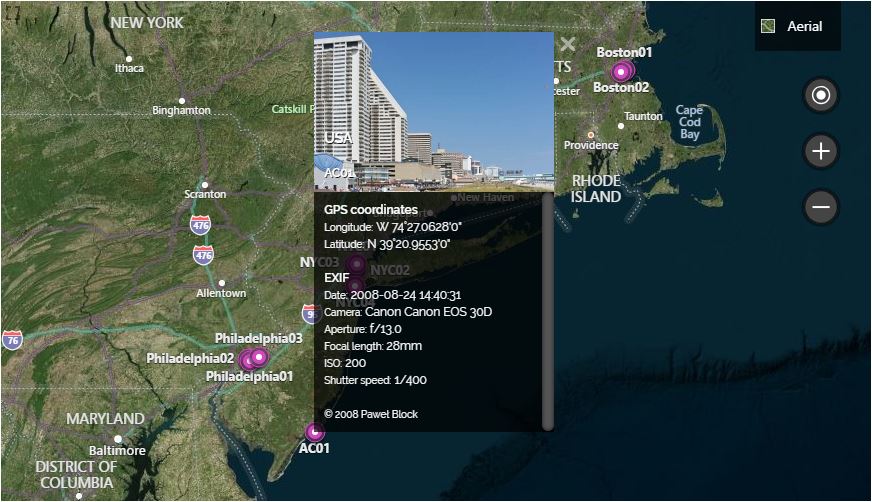 NEW YORK
Ithaca
Binghamton
Catskill P
Scranton
476
476
Allentown
76
Philadelphia03
Philadelphia02
Philadelphia01
MARYLAND
Baltimore
DISTRICT OF
COLUMBIA
USA
AC01
New Haven
GPS coordinates
Longitude: W 74°27.0628'0"
Latitude: N 39°20.9553'0"
NYC03
NYC02
NYC04
EXIF
Date: 2008-08-24 14:40:31
Camera: Canon Canon EOS 30D
Aperture: f/13.0
Focal length: 28mm
ISO: 200
Shutter speed: 1/400
© 2008 Paweł Błock
AC01
Boston01
Boston02
TTS
cester
Taunton
Cape
Cod
Bay
Providence
RHODE
ISLAND
Aerial